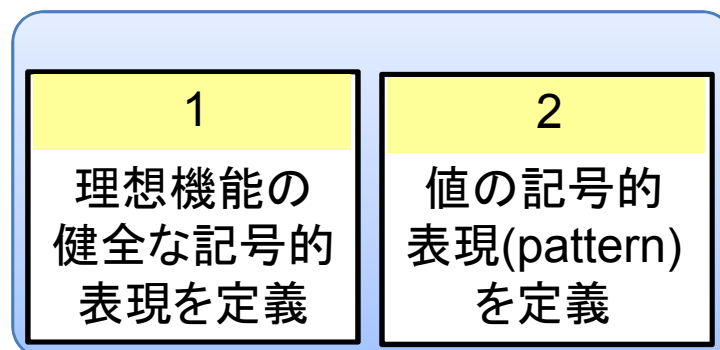 1
理想機能の
健全な記号的
表現を定義
2
値の記号的
表現(pattern)
を定義